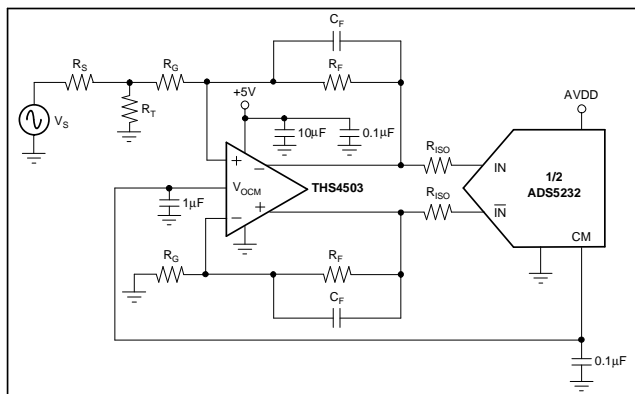 C_F
R_S
R_G
R_F
+5V
AVDD
V_S
R_T
10μF
0.1μF
R_ISO
+
−
IN
V_OCM
THS4503
1/2
ADS5232
1μF
R_ISO
−
+
IN
CM
R_G
R_F
C_F
0.1μF